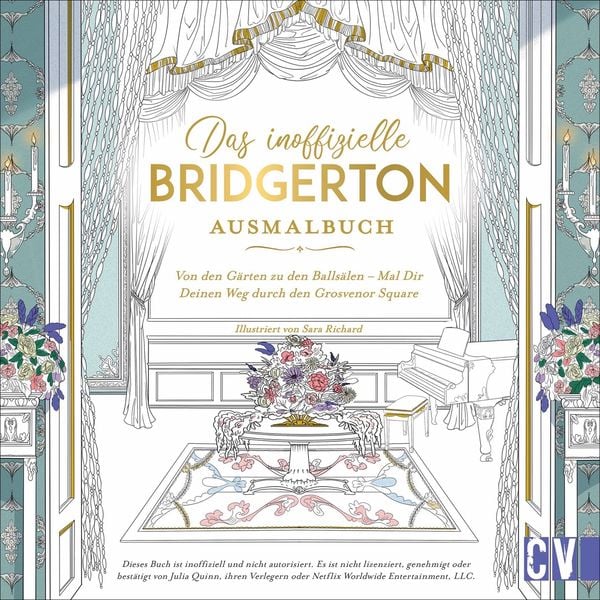 Das inoffizielle
BRIDGERTON
AUSMALBUCH
Von den Gärten zu den Ballsälen – Mal Dir
Deinen Weg durch den Grosvenor Square
Illustriert von Sara Richard
Dieses Buch ist inoffiziell und nicht autorisiert. Es ist nicht lizenziert, genehmigt oder
bestätigt von Julia Quinn, ihren Verlegern oder Netflix Worldwide Entertainment, LLC.
CV